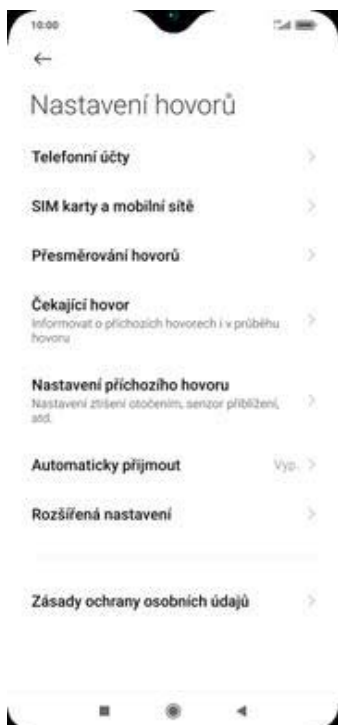 10:00
Nastavení hovorů
Telefonní účty
SIM karty a mobilní sítě
Přesměrování hovorů
Čekající hovor
Informovat o příchozích hovorech i v průběhu
hovoru
Nastavení příchozího hovoru
Nastavení ztišení otočením, senzor přiblížení,
atd.
Automaticky přijmout
Vyp.
Rozšířená nastavení
Zásady ochrany osobních údajů